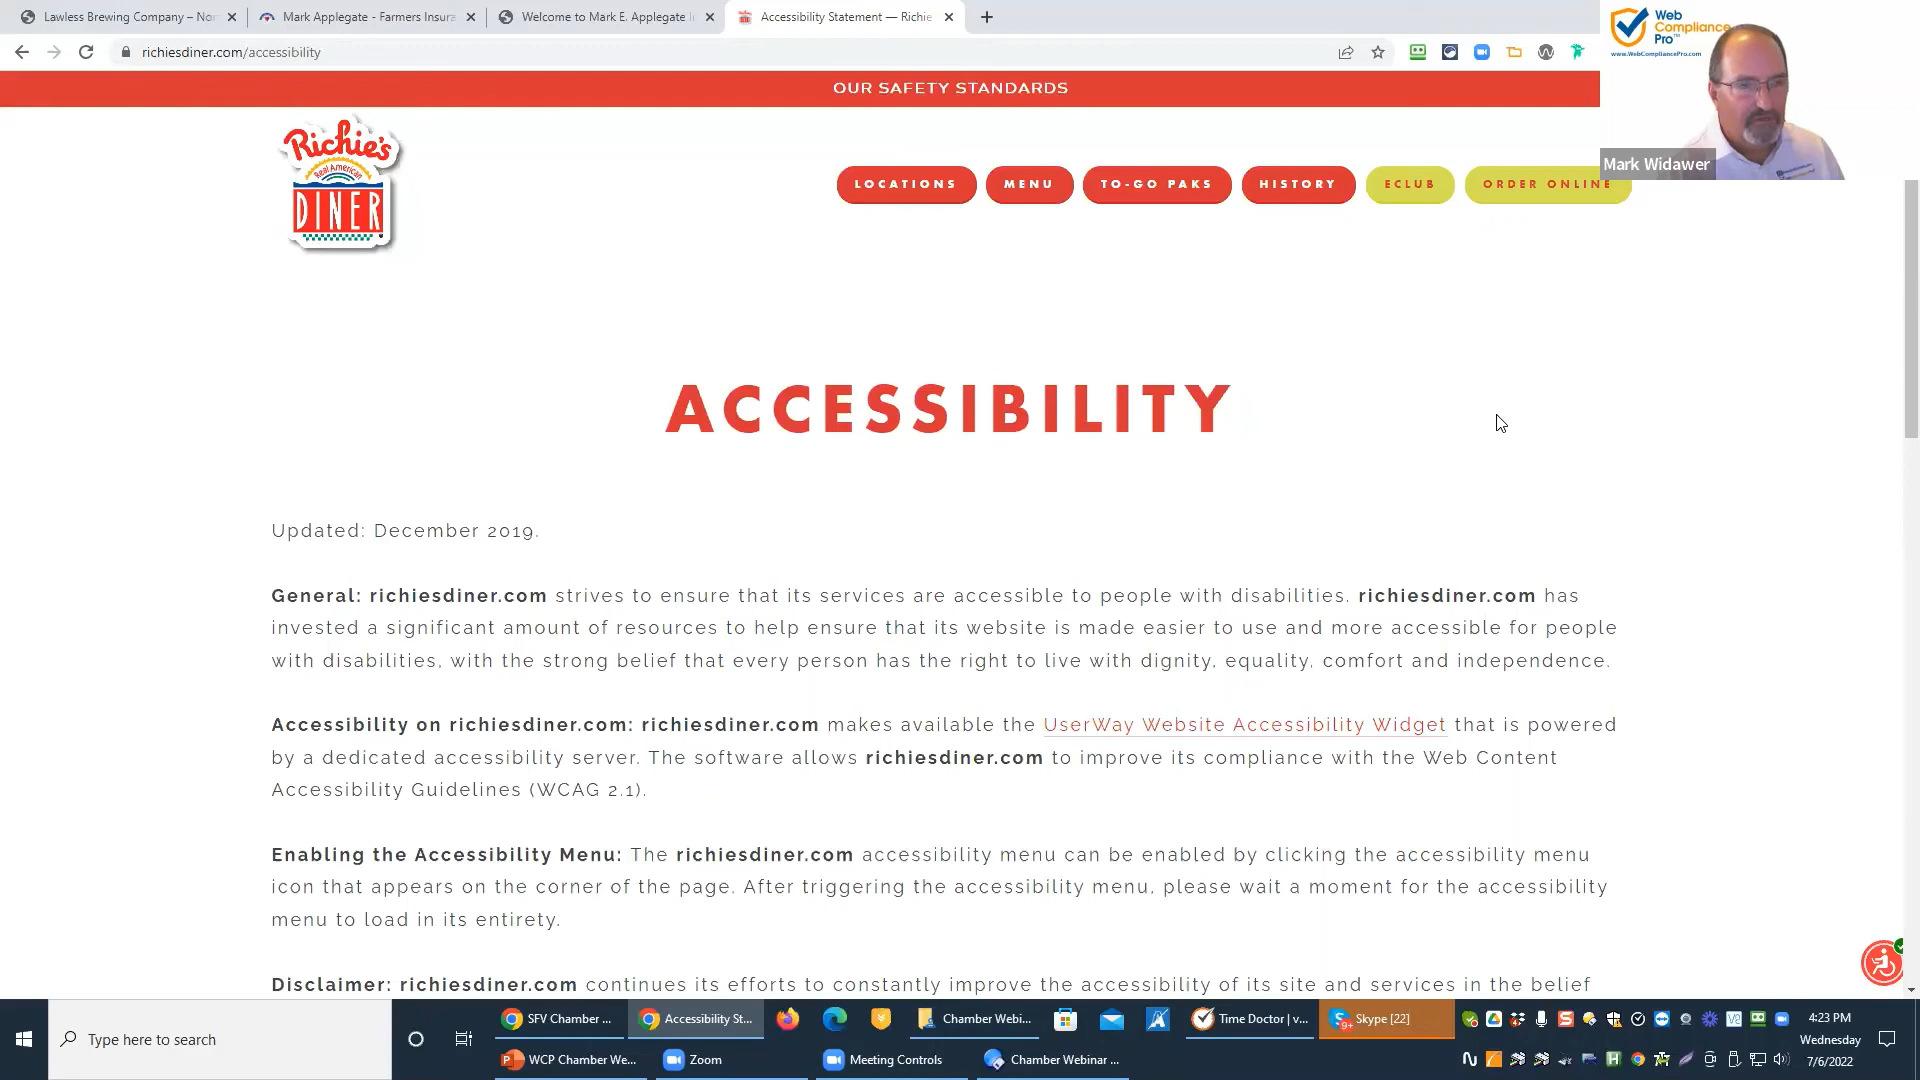 Lawless Brewing Company – Nor
Mark Applegate - Farmers Insura
Welcome to Mark E. Applegate I
Accessibility Statement — Richie
richiesdiner.com/accessibility
Web
Compliance
Pro™
www.WebCompliancePro.com
Mark Widawer
OUR SAFETY STANDARDS
Richie's
Real American
DINER
LOCATIONS
MENU
TO-GO PAKS
HISTORY
ECLUB
ORDER ONLINE
ACCESSIBILITY
Updated: December 2019.
General: richiesdiner.com strives to ensure that its services are accessible to people with disabilities. richiesdiner.com has
invested a significant amount of resources to help ensure that its website is made easier to use and more accessible for people
with disabilities, with the strong belief that every person has the right to live with dignity, equality, comfort and independence.
Accessibility on richiesdiner.com: richiesdiner.com makes available the UserWay Website Accessibility Widget that is powered
by a dedicated accessibility server. The software allows richiesdiner.com to improve its compliance with the Web Content
Accessibility Guidelines (WCAG 2.1).
Enabling the Accessibility Menu: The richiesdiner.com accessibility menu can be enabled by clicking the accessibility menu
icon that appears on the corner of the page. After triggering the accessibility menu, please wait a moment for the accessibility
menu to load in its entirety.
Disclaimer: richiesdiner.com continues its efforts to constantly improve the accessibility of its site and services in the belief
Type here to search
SFV Chamber ...
Accessibility St...
Chamber Webi...
Time Doctor | v...
9+
Skype [22]
4:23 PM
Wednesday
7/6/2022
WCP Chamber We...
Zoom
Meeting Controls
Chamber Webinar ...